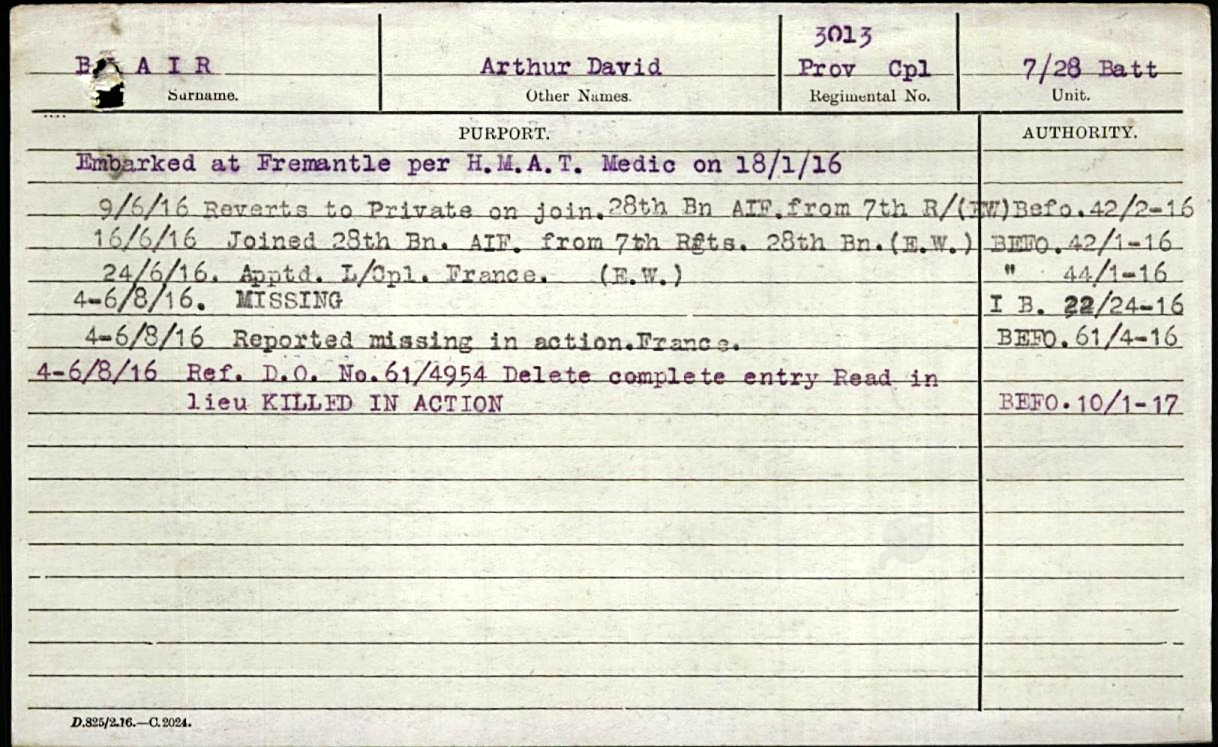 3013
B AIR Arthur David Prov Cpl 7/28 Batt
Surname. Other Names. Regimental No. Unit.
PURPORT. AUTHORITY.
Embarked at Fremantle per H.M.A.T. Medic on 18/1/16
9/6/16 Reverts to Private on join.28th Bn AIF.from 7th R/(EW)Befo.42/2-16
16/6/16 Joined 28th Bn. AIF. from 7th Rgts. 28th Bn.(E.W.) BEFO.42/1-16
24/6/16. Apptd. L/Cpl. France. (E.W.) " 44/1-16
4-6/8/16. MISSING I B. 22/24-16
4-6/8/16 Reported missing in action.France. BEFO.61/4-16
4-6/8/16 Ref. D.O. No.61/4954 Delete complete entry Read in
lieu KILLED IN ACTION BEFO.10/1-17
D.825/2.16.—C.2024.